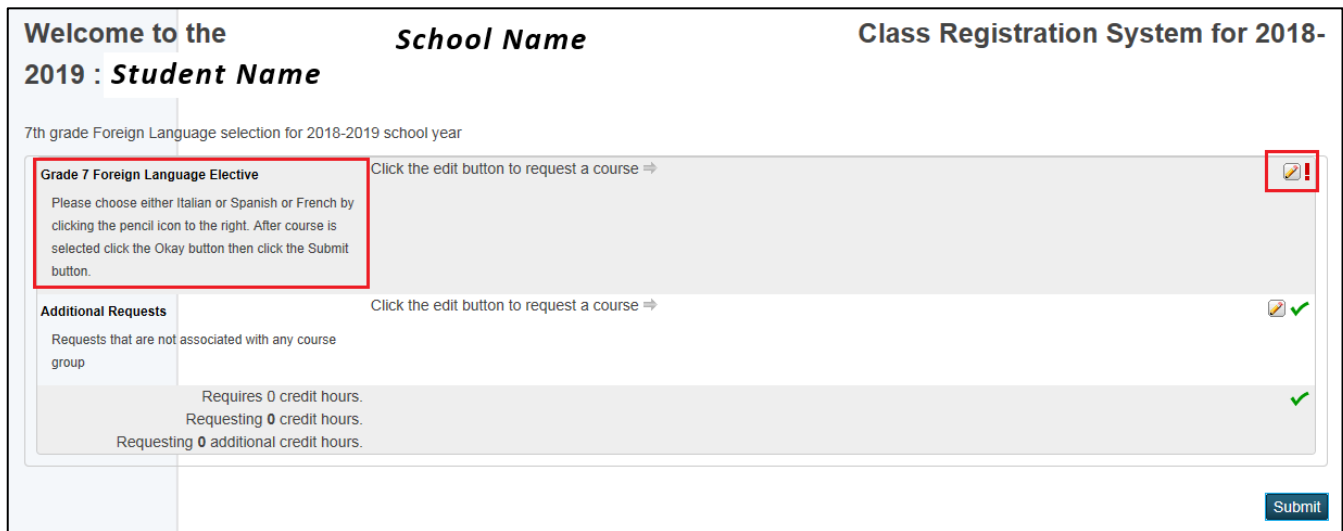 Welcome to the School Name Class Registration System for 2018-
2019 : Student Name
7th grade Foreign Language selection for 2018-2019 school year
Grade 7 Foreign Language Elective
Click the edit button to request a course ⇒
Please choose either Italian or Spanish or French by
clicking the pencil icon to the right. After course is
selected click the Okay button then click the Submit
button.
Additional Requests
Click the edit button to request a course ⇒
Requests that are not associated with any course
group
Requires 0 credit hours.
Requesting 0 credit hours.
Requesting 0 additional credit hours.
Submit